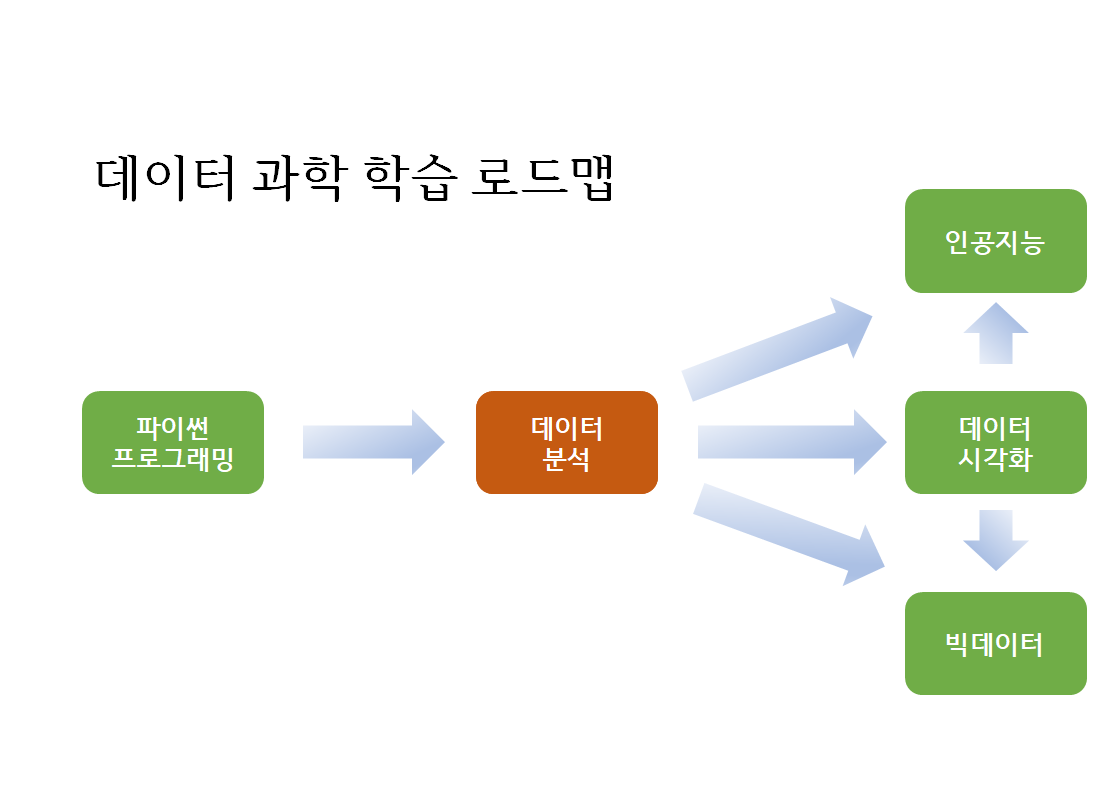 데이터 과학 학습 로드맵
인공지능
파이썬
프로그래밍
데이터
분석
데이터
시각화
빅데이터